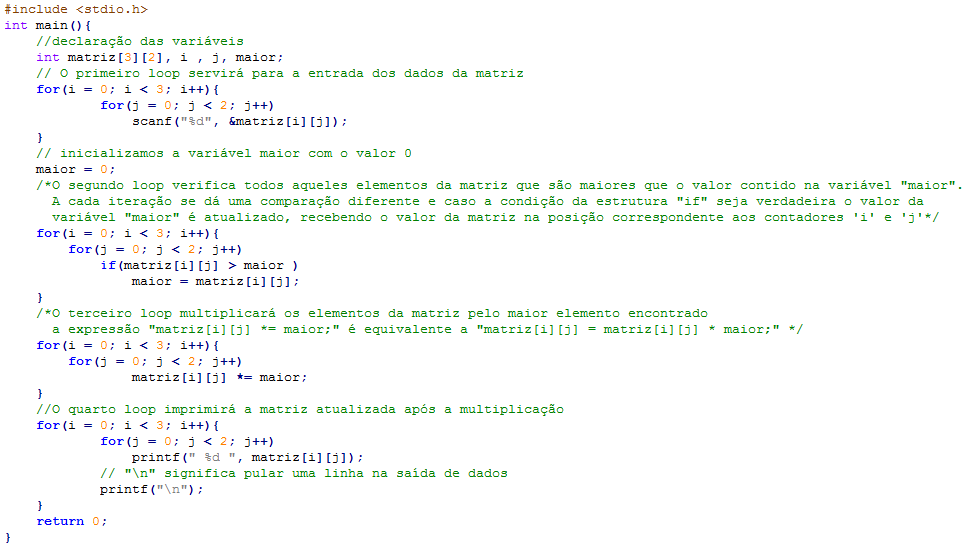 #include <stdio.h>
int main(){
    //declaração das variáveis
    int matriz[3][2], i , j, maior;
    // O primeiro loop servirá para a entrada dos dados da matriz
    for(i = 0; i < 3; i++){
            for(j = 0; j < 2; j++)
                scanf("%d", &matriz[i][j]);
    }
    // inicializamos a variável maior com o valor 0
    maior = 0;
    /*O segundo loop verifica todos aqueles elementos da matriz que são maiores que o valor contido na variável "maior".
      A cada iteração se dá uma comparação diferente e caso a condição da estrutura "if" seja verdadeira o valor da
      variável "maior" é atualizado, recebendo o valor da matriz na posição correspondente aos contadores 'i' e 'j'*/
    for(i = 0; i < 3; i++){
        for(j = 0; j < 2; j++)
            if(matriz[i][j] > maior )
                maior = matriz[i][j];
    }
    /*O terceiro loop multiplicará os elementos da matriz pelo maior elemento encontrado
      a expressão "matriz[i][j] *= maior;" é equivalente a "matriz[i][j] = matriz[i][j] * maior;" */
    for(i = 0; i < 3; i++){
        for(j = 0; j < 2; j++)
                matriz[i][j] *= maior;
    }
    //O quarto loop imprimirá a matriz atualizada após a multiplicação
    for(i = 0; i < 3; i++){
            for(j = 0; j < 2; j++)
                printf(" %d ", matriz[i][j]);
            // "\n" significa pular uma linha na saída de dados
            printf("\n");
    }
    return 0;
}